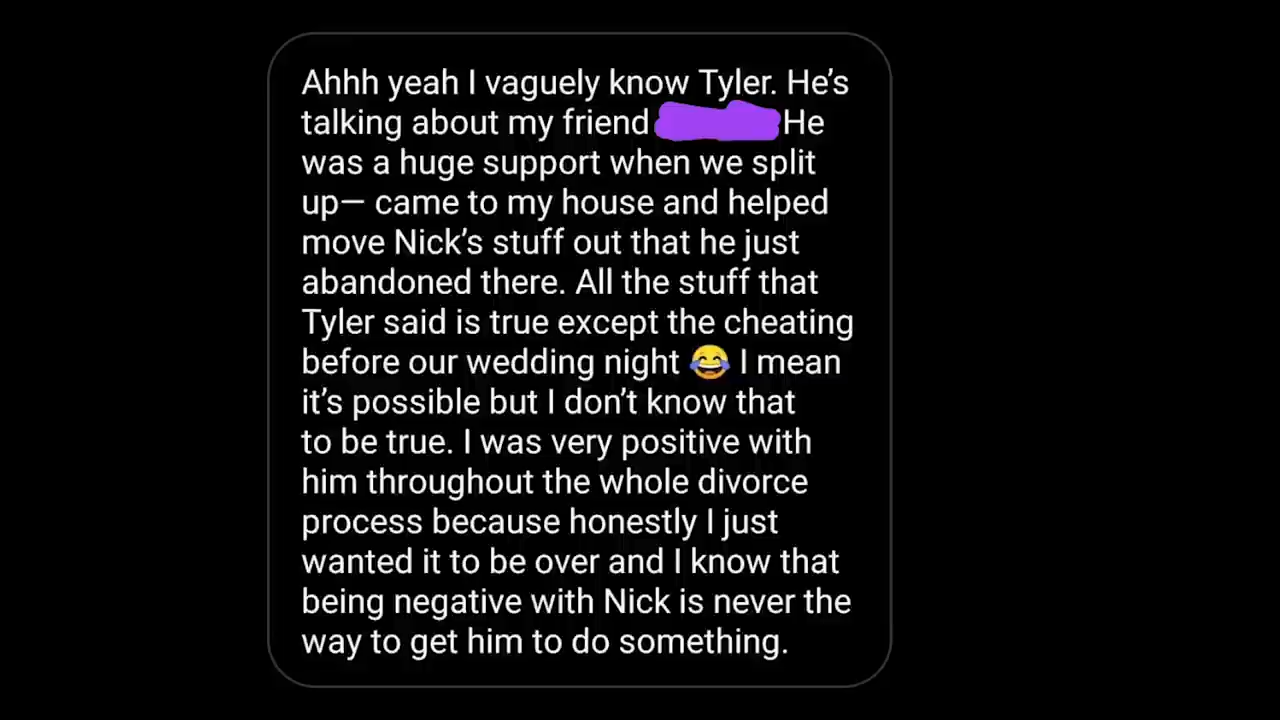 Ahhh yeah I vaguely know Tyler. He’s
talking about my friend He
was a huge support when we split
up— came to my house and helped
move Nick’s stuff out that he just
abandoned there. All the stuff that
Tyler said is true except the cheating
before our wedding night 😂 I mean
it’s possible but I don’t know that
to be true. I was very positive with
him throughout the whole divorce
process because honestly I just
wanted it to be over and I know that
being negative with Nick is never the
way to get him to do something.